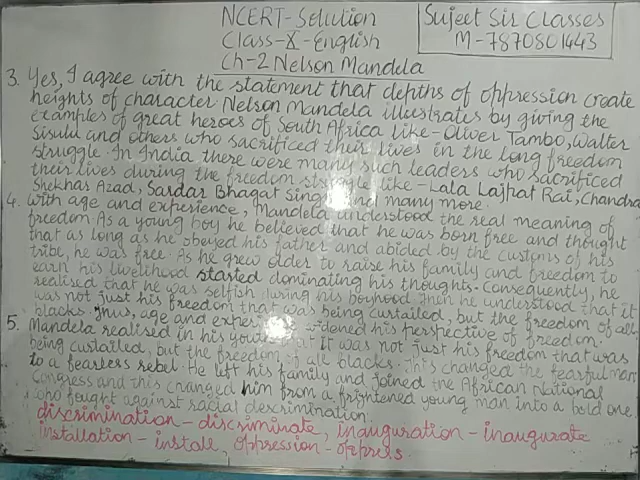 NCERT-Solution
Class-X-English
Ch-2 Nelson Mandela
Sujeet Sir Classes
M-7870801443
3. Yes, I agree with the statement that depths of oppression create
heights of character Nelson Mandela illustrates by giving the
examples of great heroes of South Africa like-Oliver Tambo, Walter
Sisulu and others who sacrificed their lives in the long freedom
struggle. In India there were many such leaders who sacrificed
their lives during the freedom struggle like-Lala Lajpat Rai, Chandra
Shekhar Azad, Sardar Bhagat Singh and many more.
4. With age and experience, Mandela understood the real meaning of
freedom. As a young boy he believed that he was born free and thought
that as long as he obeyed his father and abided by the customs of his
tribe, he was free. As he grew older to raise his family and freedom to
earn his livelihood started dominating his thoughts. Consequently, he
realised that he was selfish during his boyhood. Then he understood that it
was not just his freedom that was being curtailed, but the freedom of all
blacks. Thus, age and experience widened his perspective of freedom.
5. Mandela realised in his youth that It was not just his freedom that was
being curtailed, but the freedom of all blacks. This changed the fearful man
to a fearless rebel. He left his family and joined the African National
Congress and this changed him from a frightened young man into a bold one
who fought against racial descrimination.
discrimination - discriminate, inauguration - inaugurate
installation - install, oppression - oppress.